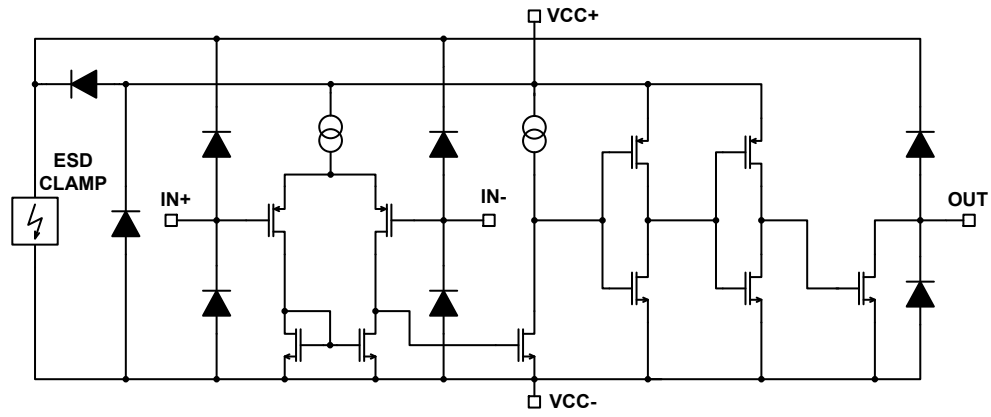 VCC+
ESD
CLAMP
IN+
IN-
OUT
VCC-